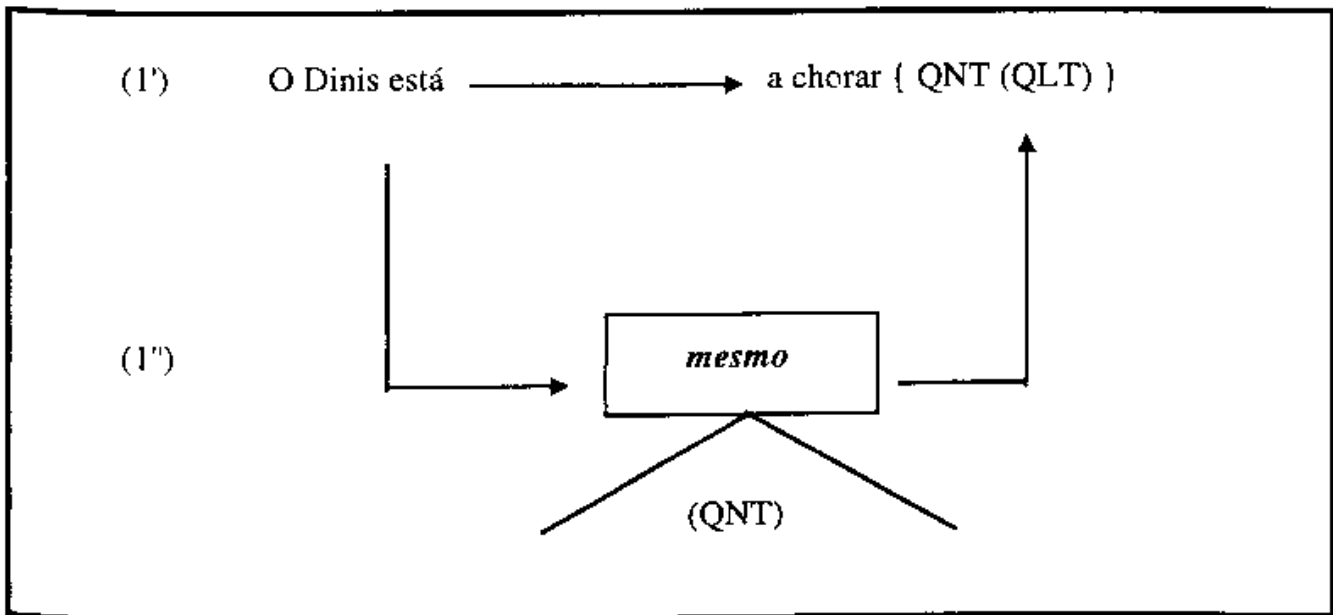 (1') O Dinis está a chorar { QNT (QLT) }
(1") mesmo
(QNT)